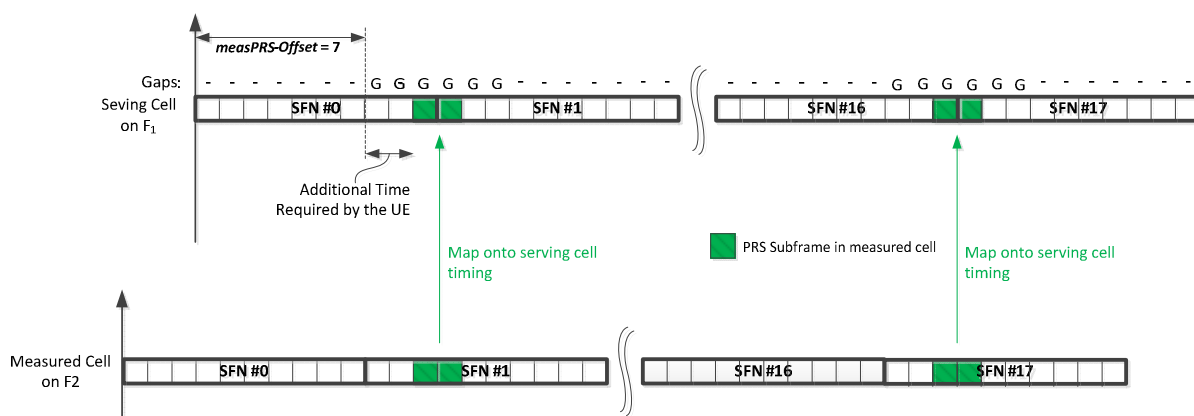 measPRS-Offset = 7
Gaps: - - - - - - - G G G G G G - - - - - - - - - - - - - - G G G G G G - - - - - - -
Seving Cell on F1
SFN #0 SFN #1 SFN #16 SFN #17
Additional Time
Required by the UE
Map onto serving cell
timing
PRS Subframe in measured cell
Map onto serving cell
timing
Measured Cell
on F2
SFN #0 SFN #1 SFN #16 SFN #17